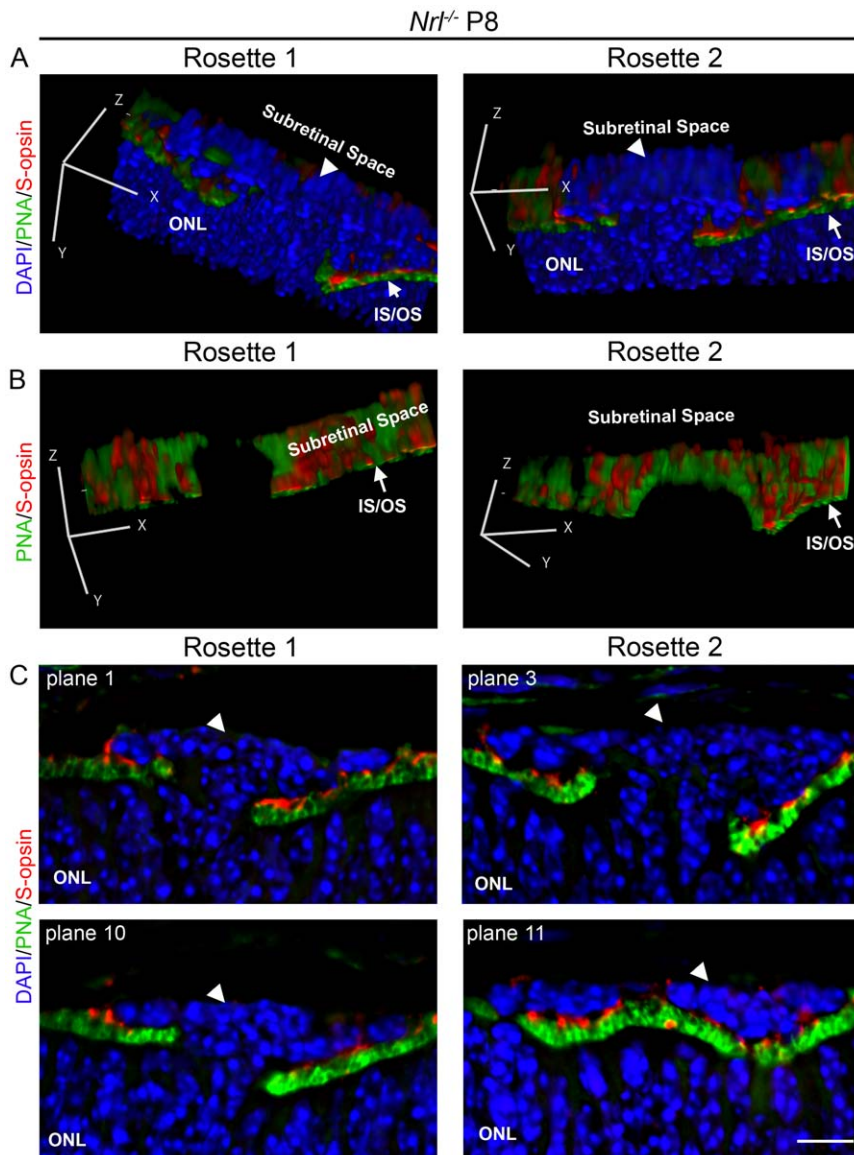 Nrl-/- P8
A
Rosette 1
Rosette 2
DAPI/PNA/S-opsin
Z
X
Y
Subretinal Space
ONL
IS/OS
Z
X
Y
Subretinal Space
ONL
IS/OS
B
Rosette 1
Rosette 2
PNA/S-opsin
Z
X
Y
Subretinal Space
IS/OS
Z
X
Y
Subretinal Space
IS/OS
C
Rosette 1
Rosette 2
DAPI/PNA/S-opsin
plane 1
ONL
plane 3
ONL
plane 10
ONL
plane 11
ONL